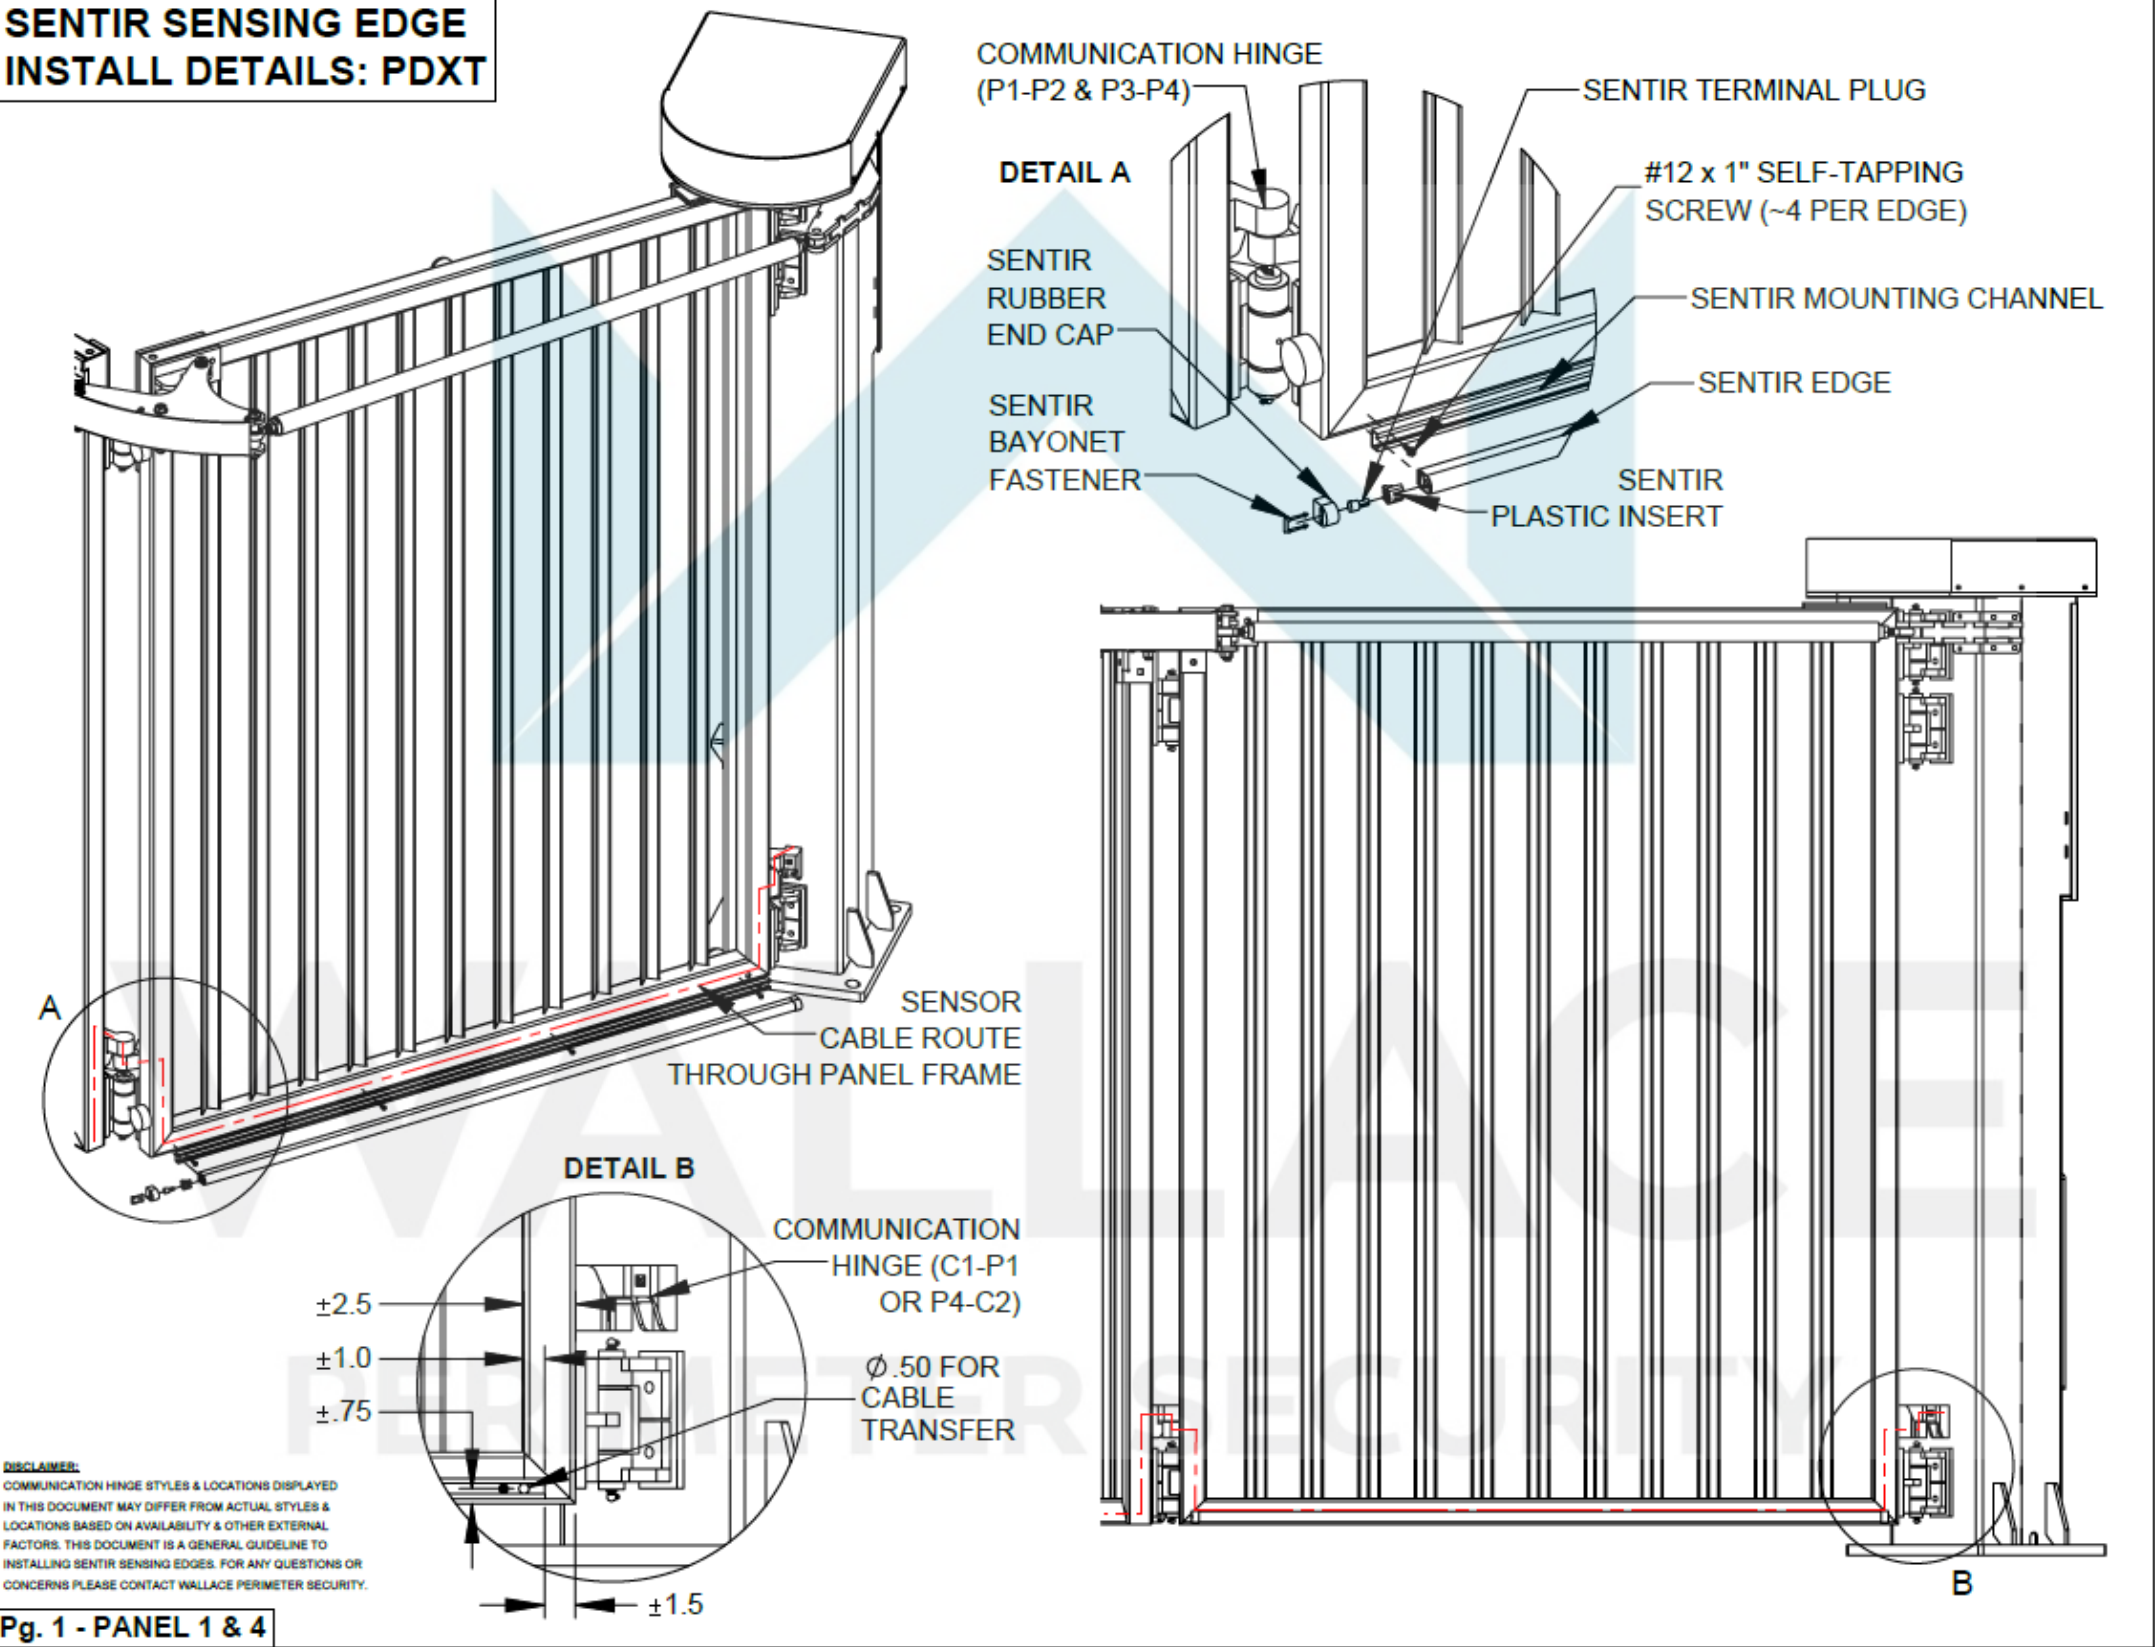 SENTIR SENSING EDGE
INSTALL DETAILS: PDXT
COMMUNICATION HINGE
(P1-P2 & P3-P4)
SENTIR TERMINAL PLUG
DETAIL A
#12 x 1" SELF-TAPPING
SCREW (~4 PER EDGE)
SENTIR
RUBBER
END CAP
SENTIR MOUNTING CHANNEL
SENTIR EDGE
SENTIR
BAYONET
FASTENER
SENTIR
PLASTIC INSERT
A
SENSOR
CABLE ROUTE
THROUGH PANEL FRAME
WALLACE
PERIMETER SECURITY
DETAIL B
COMMUNICATION
HINGE (C1-P1
OR P4-C2)
±2.5
±1.0
±.75
Ø.50 FOR
CABLE
TRANSFER
±1.5
B
DISCLAIMER:
COMMUNICATION HINGE STYLES & LOCATIONS DISPLAYED
IN THIS DOCUMENT MAY DIFFER FROM ACTUAL STYLES &
LOCATIONS BASED ON AVAILABILITY & OTHER EXTERNAL
FACTORS. THIS DOCUMENT IS A GENERAL GUIDELINE TO
INSTALLING SENTIR SENSING EDGES. FOR ANY QUESTIONS OR
CONCERNS PLEASE CONTACT WALLACE PERIMETER SECURITY.
Pg. 1 - PANEL 1 & 4